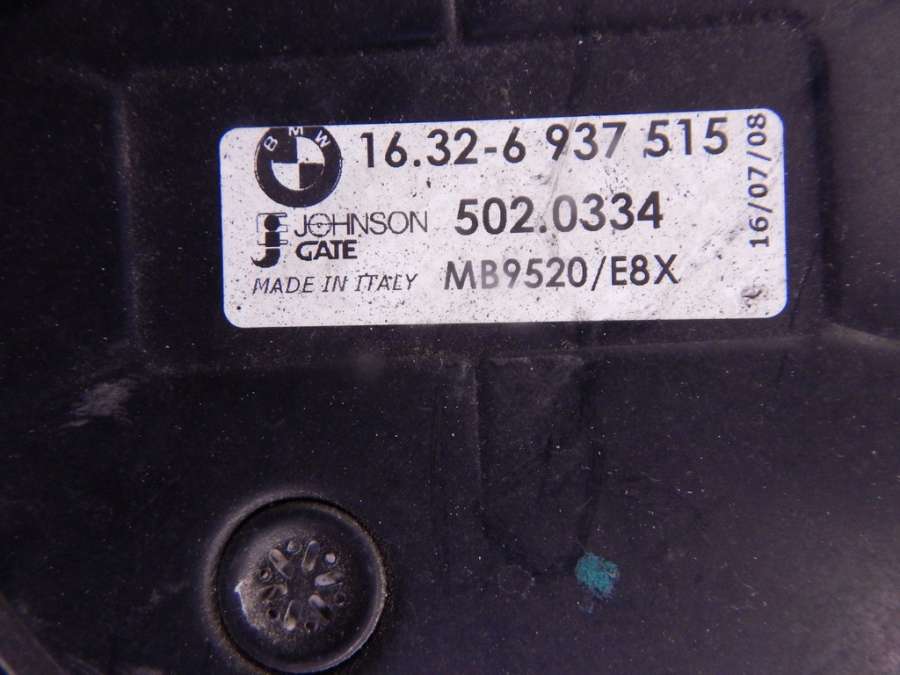 BMW 16.32-6 937 515
JOHNSON 502.0334
GATE
MADE IN ITALY MB9520/E8X
16/07/08